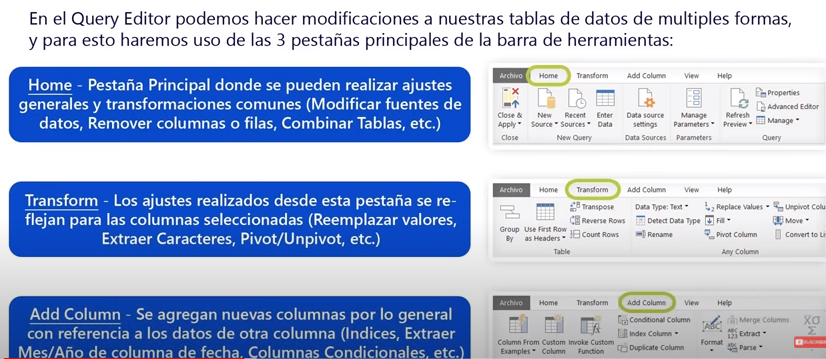 En el Query Editor podemos hacer modificaciones a nuestras tablas de datos de multiples formas,
y para esto haremos uso de las 3 pestañas principales de la barra de herramientas:
Home - Pestaña Principal donde se pueden realizar ajustes
generales y transformaciones comunes (Modificar fuentes de
datos, Remover columnas o filas, Combinar Tablas, etc.)
Archivo Home Transform Add Column View Help
Close &
Apply
New
Source
Recent
Sources
Enter
Data
Data source
settings
Manage
Parameters
Refresh
Preview
Properties
Advanced Editor
Manage
Close New Query Data Sources Parameters Query
Transform - Los ajustes realizados desde esta pestaña se re-
flejan para las columnas seleccionadas (Reemplazar valores,
Extraer Caracteres, Pivot/Unpivot, etc.)
Archivo Home Transform Add Column View Help
Group
By
Use First Row
as Headers
Transpose
Reverse Rows
Count Rows
Data Type: Text
Detect Data Type
Rename
Replace Values
Fill
Pivot Column
Unpivot Colu
Move
Convert to Li
Table Any Column
Add Column - Se agregan nuevas columnas por lo general
con referencia a los datos de otra columna (Indices, Extraer
Mes/Año de columna de fecha, Columnas Condicionales, etc.)
Archivo Home Transform Add Column View Help
Column From
Examples
Custom
Column
Invoke Custom
Function
Conditional Column
Index Column
Duplicate Column
Format
Merge Columns
Extract
Parse